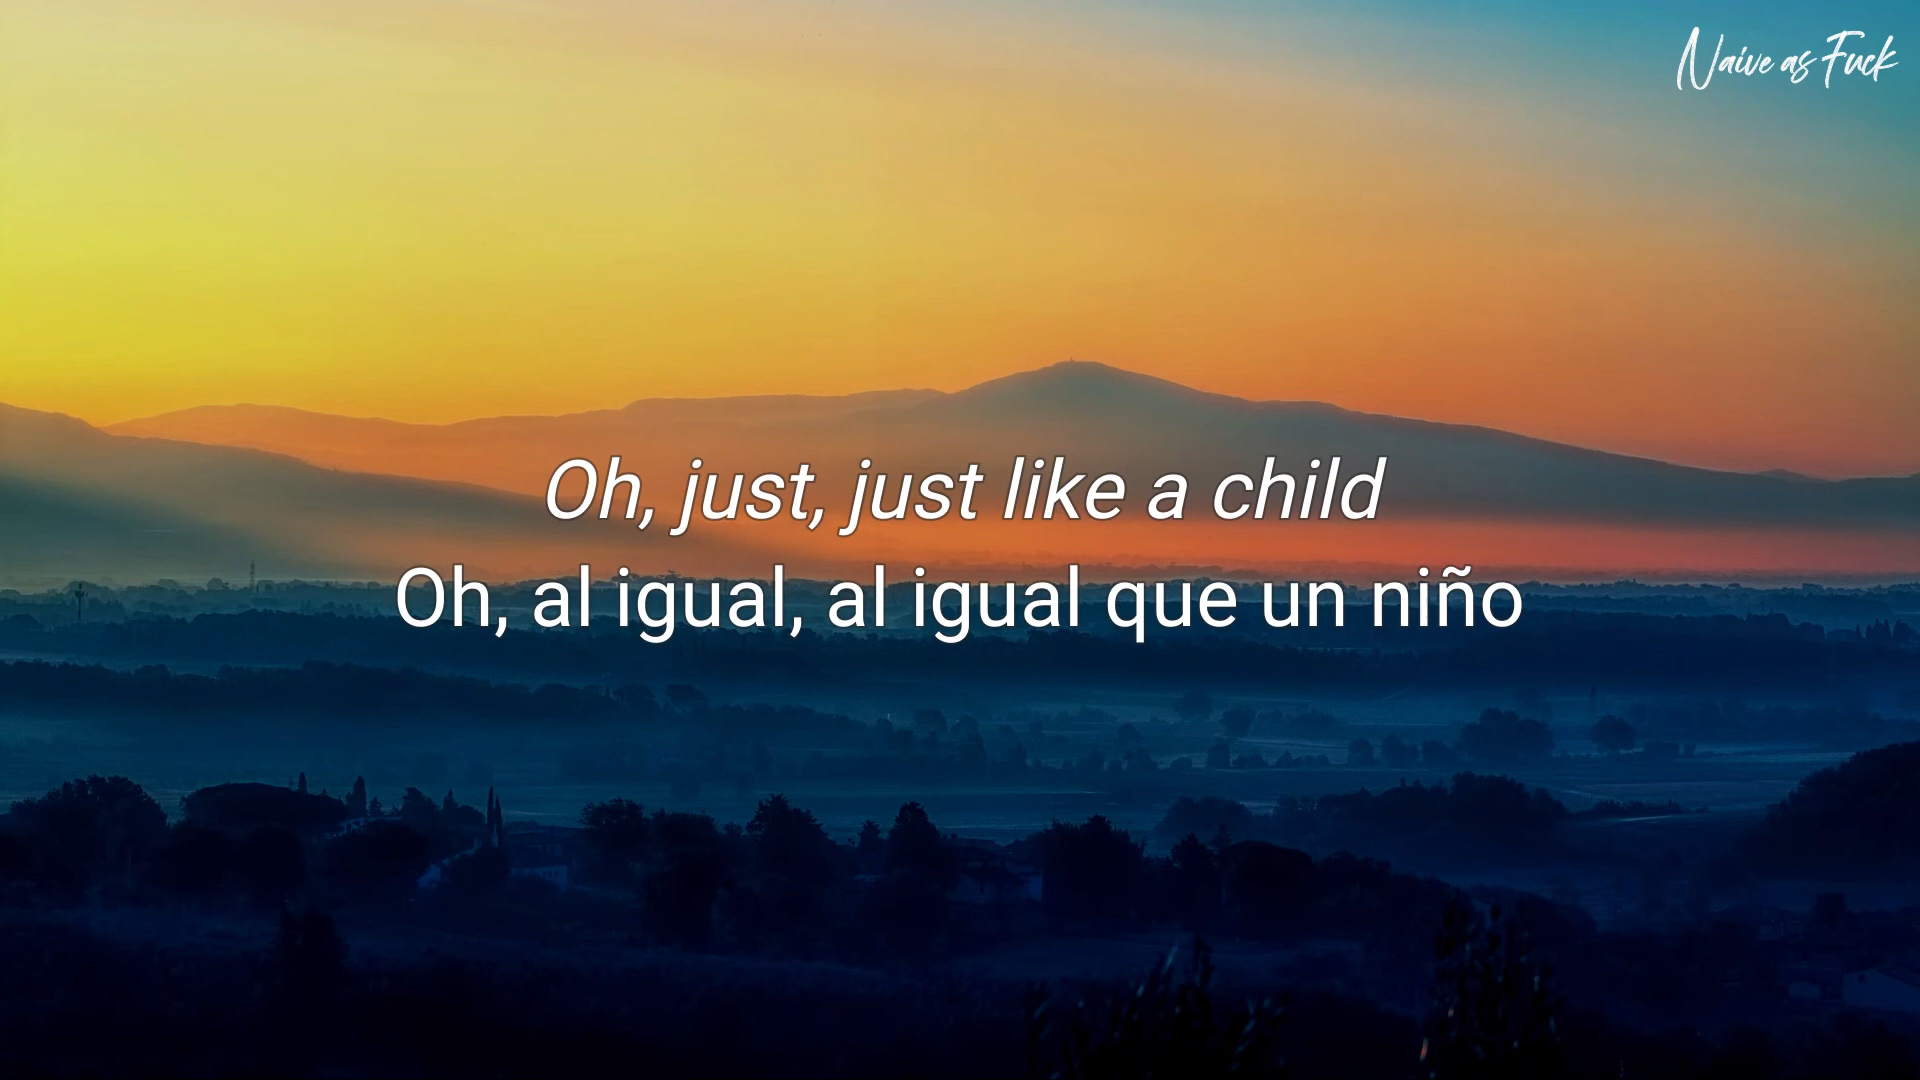 Naive as Fuck
Oh, just, just like a child
Oh, al igual, al igual que un niño